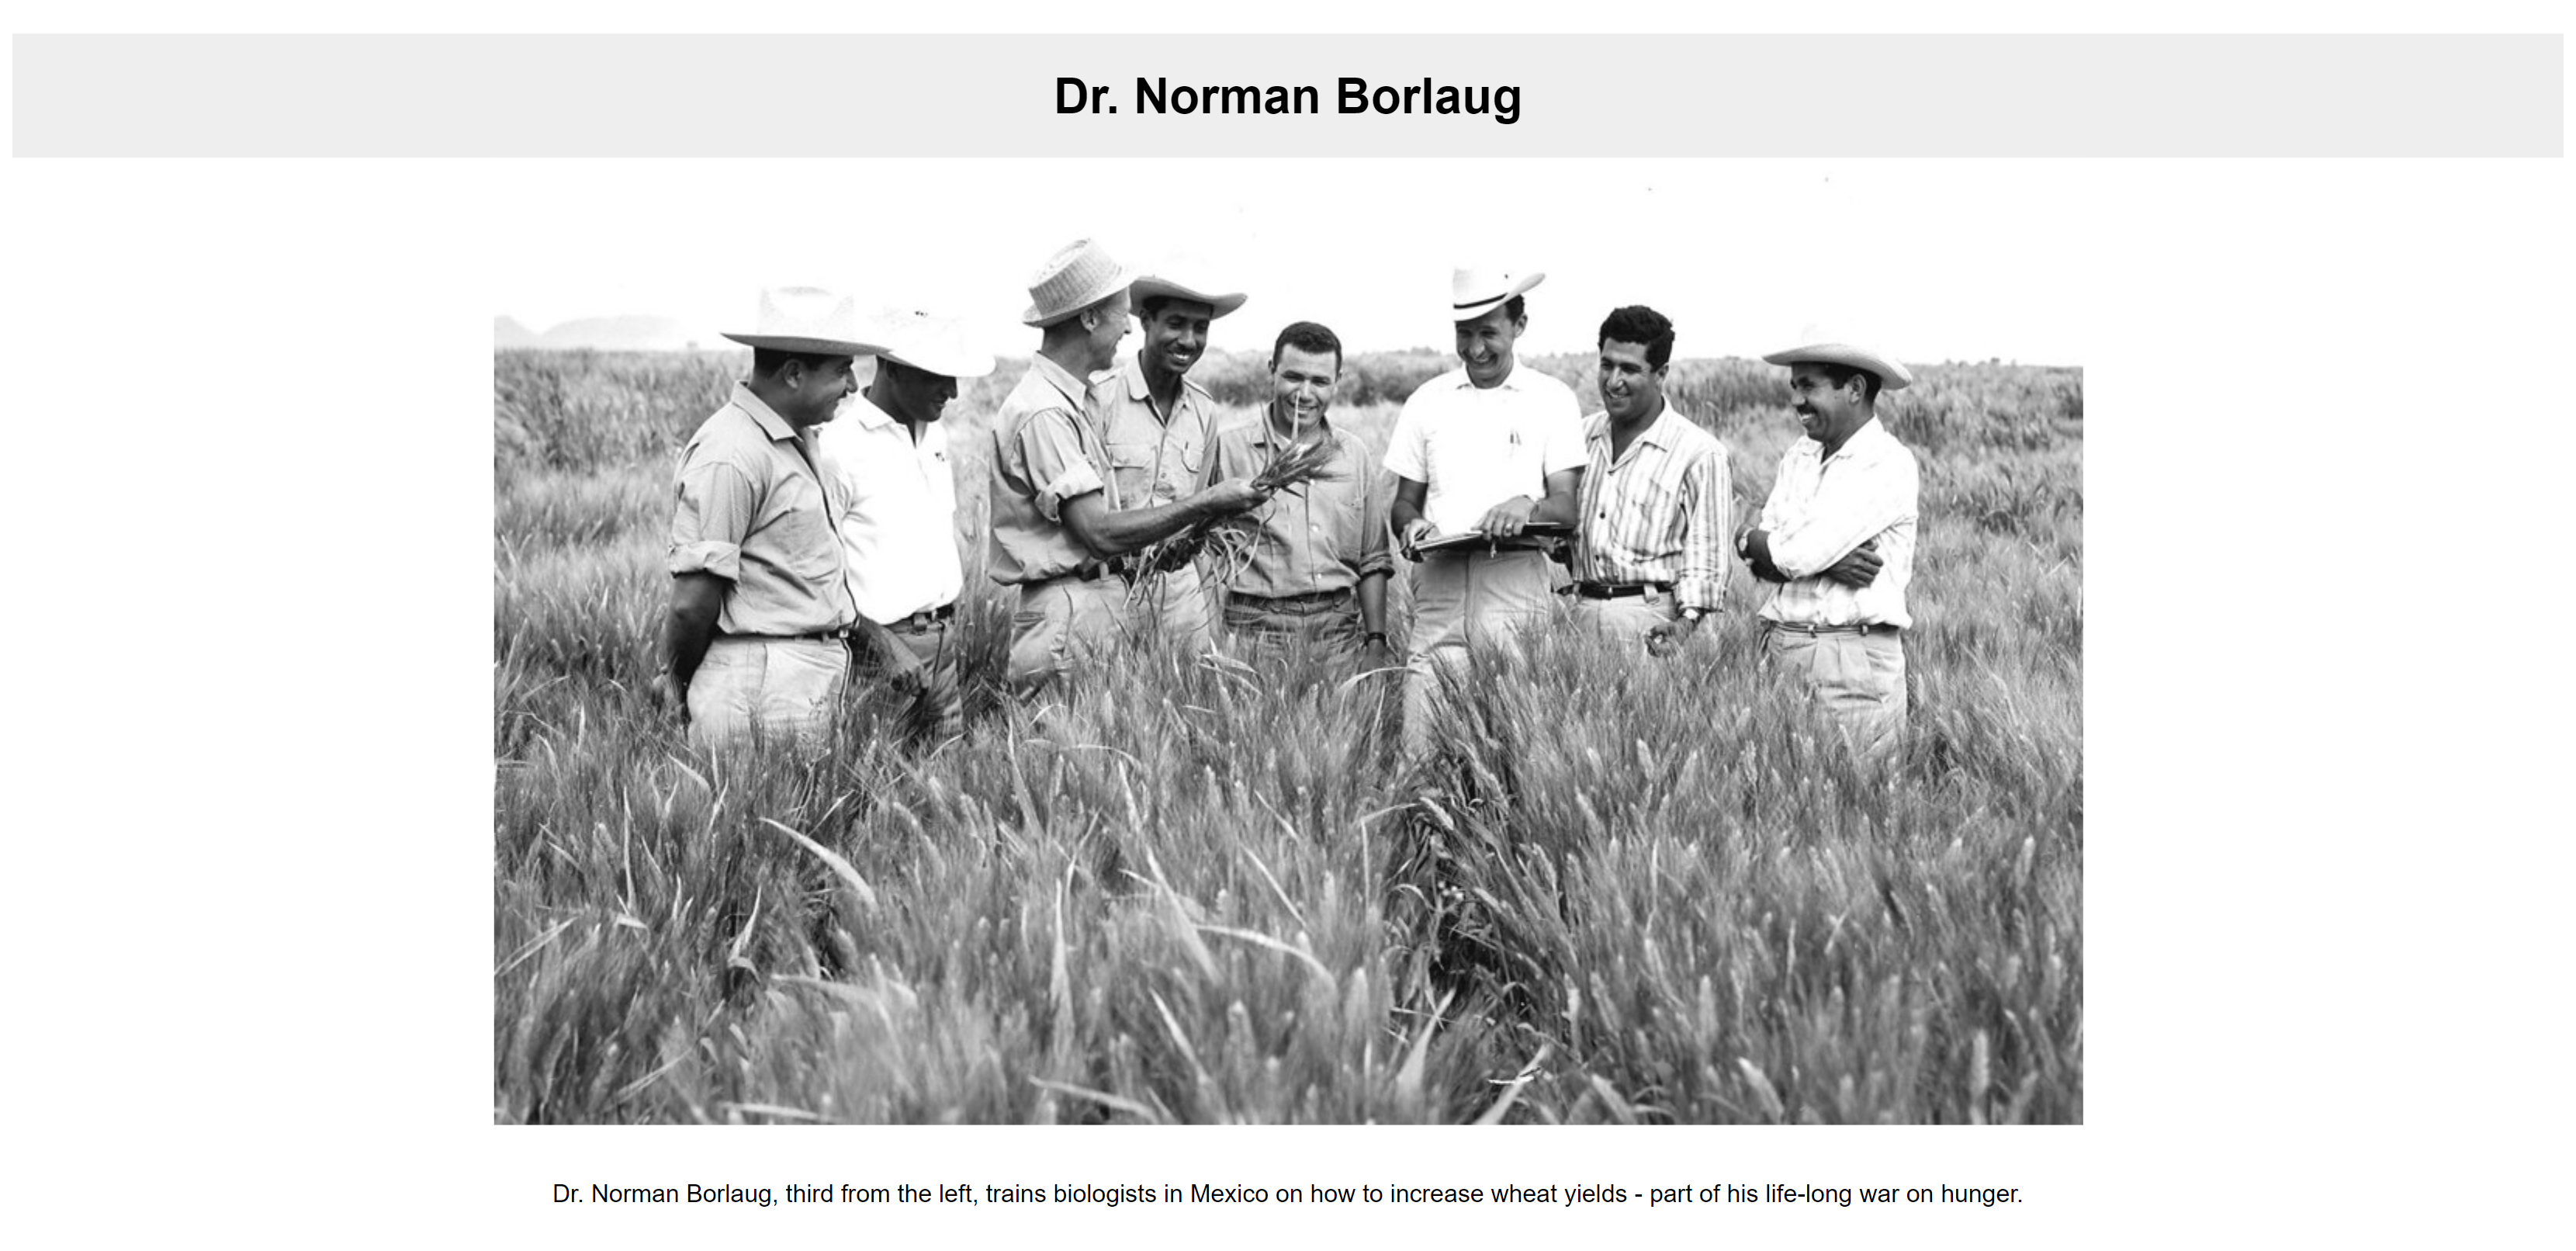 Dr. Norman Borlaug
Dr. Norman Borlaug, third from the left, trains biologists in Mexico on how to increase wheat yields - part of his life-long war on hunger.